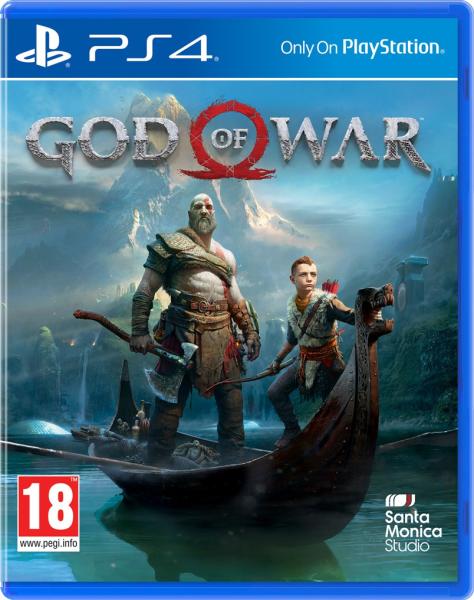 PS4
Only On PlayStation®
GOD OF WAR
18
www.pegi.info
Santa
Monica
Studio